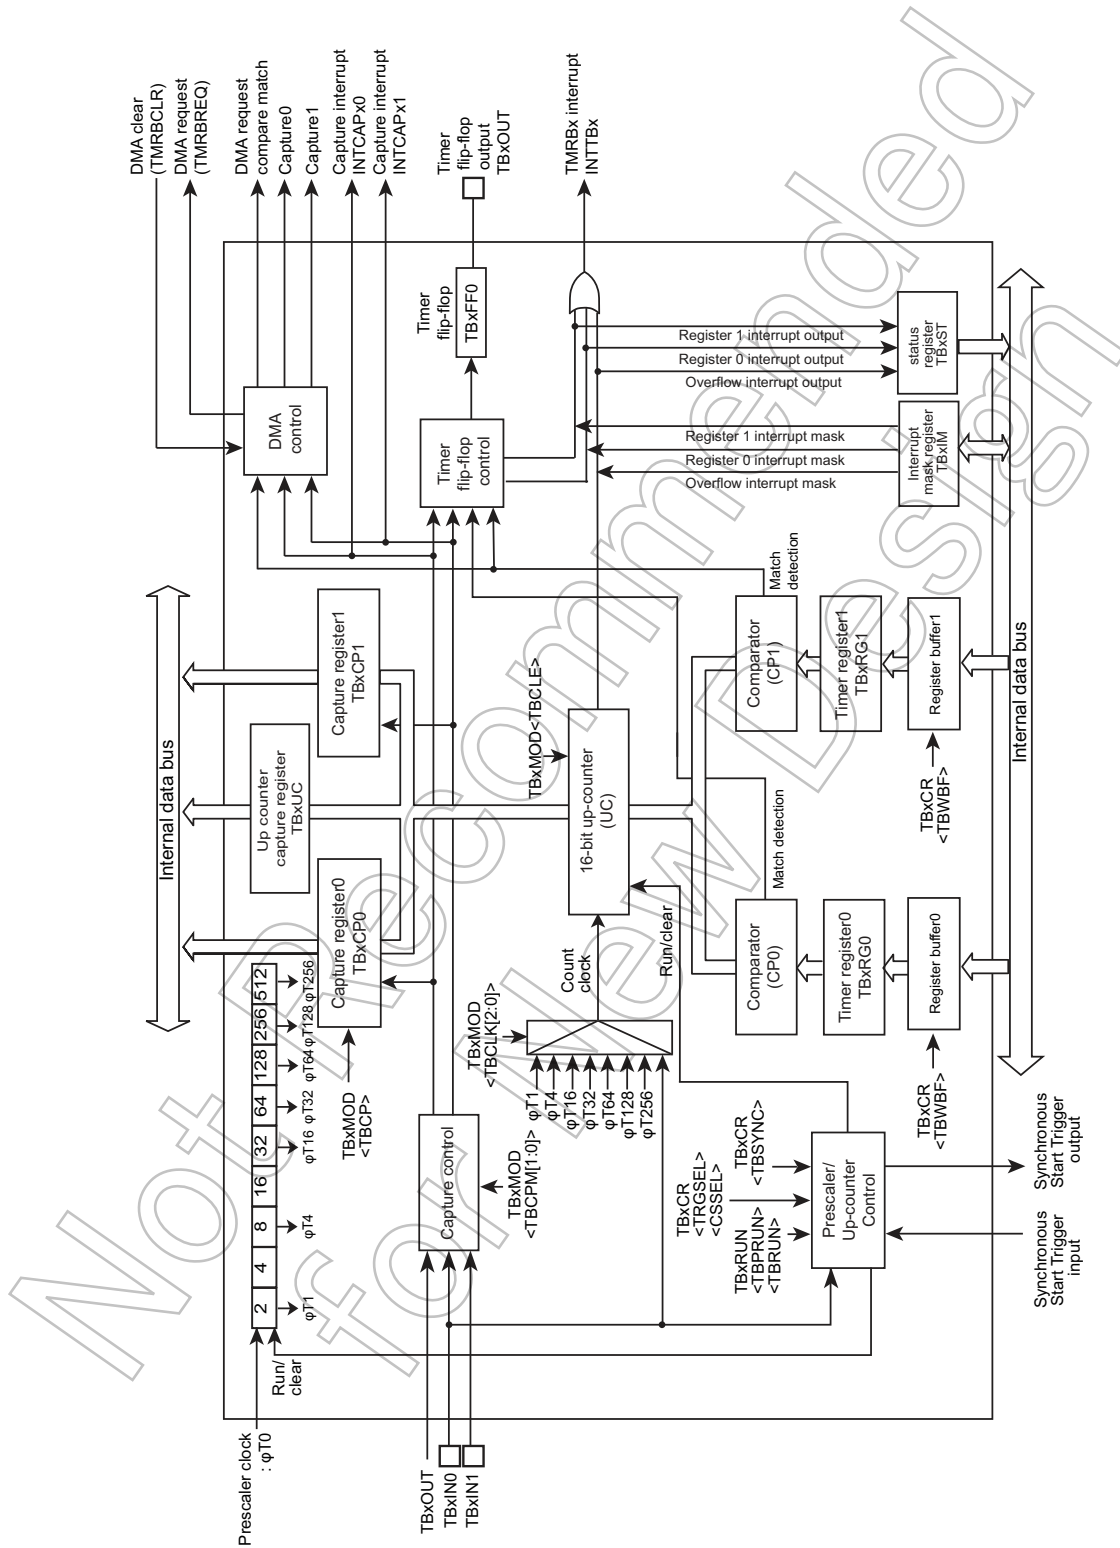 Prescaler clock
: φT0
Run/
clear
2
4
8
16
32
64
128
256
512
φT1
φT4
φT16
φT32
φT64
φT128
φT256
Internal data bus
DMA clear
(TMRBCLR)
DMA request
(TMRBREQ)
DMA request
compare match
Capture0
Capture1
Capture interrupt
INTCAPx0
Capture interrupt
INTCAPx1
DMA
control
TBxMOD
<TBCP>
Capture register0
TBxCP0
Up counter
capture register
TBxUC
Capture register1
TBxCP1
TBxOUT
TBxIN0
TBxIN1
Capture control
TBxMOD
<TBCPM[1:0]>
Timer
flip-flop
control
Timer
flip-flop
TBxFF0
Timer
flip-flop
output
TBxOUT
TBxMOD
<TBCLK[2:0]>
φT1
φT4
φT16
φT32
φT64
φT128
φT256
Count
clock
TBxMOD<TBCLE>
16-bit up-counter
(UC)
Run/clear
TMRBx interrupt
INTTBx
Register 1 interrupt output
Register 0 interrupt output
Overflow interrupt output
Register 1 interrupt mask
Register 0 interrupt mask
Overflow interrupt mask
TBxRUN
<TBPRUN>
<TBRUN>
TBxCR
<TRGSEL>
<CSSEL>
TBxCR
<TBSYNC>
Prescaler/
Up-counter
Control
Match detection
Comparator
(CP0)
Match
detection
Comparator
(CP1)
Timer register0
TBxRG0
Timer register1
TBxRG1
TBxCR
<TBWBF>
Register buffer0
TBxCR
<TBWBF>
Register buffer1
Interrupt
mask register
TBxIM
status
register
TBxST
Internal data bus
Synchronous
Start Trigger
input
Synchronous
Start Trigger
output
Not Recommended
for New Design